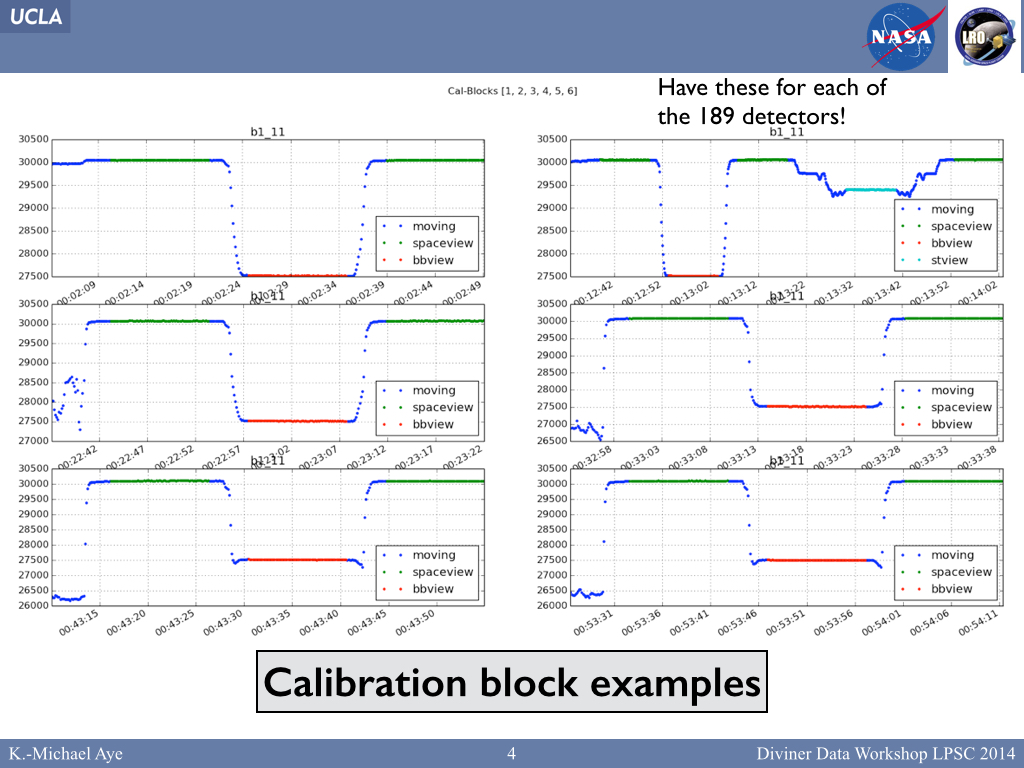 UCLA
NASA
LRO
Cal-Blocks [1, 2, 3, 4, 5, 6]
Have these for each of
the 189 detectors!
b1_11
30500
30000
29500
29000
28500
28000
27500
moving
spaceview
bbview
00:02:09 00:02:14 00:02:19 00:02:24 00:02:29 00:02:34 00:02:39 00:02:44 00:02:49
b1_11
30500
30000
29500
29000
28500
28000
27500
moving
spaceview
bbview
stview
00:12:42 00:12:52 00:13:02 00:13:12 00:13:22 00:13:32 00:13:42 00:13:52 00:14:02
b1_11
30500
30000
29500
29000
28500
28000
27500
27000
moving
spaceview
bbview
00:22:42 00:22:47 00:22:52 00:22:57 00:23:02 00:23:07 00:23:12 00:23:17 00:23:22
b1_11
30500
30000
29500
29000
28500
28000
27500
27000
26500
moving
spaceview
bbview
00:32:58 00:33:03 00:33:08 00:33:13 00:33:18 00:33:23 00:33:28 00:33:33 00:33:38
b1_11
30500
30000
29500
29000
28500
28000
27500
27000
26500
26000
moving
spaceview
bbview
00:43:15 00:43:20 00:43:25 00:43:30 00:43:35 00:43:40 00:43:45 00:43:50
b1_11
30500
30000
29500
29000
28500
28000
27500
27000
26500
26000
moving
spaceview
bbview
00:53:31 00:53:36 00:53:41 00:53:46 00:53:51 00:53:56 00:54:01 00:54:06 00:54:11
Calibration block examples
K.-Michael Aye
4
Diviner Data Workshop LPSC 2014